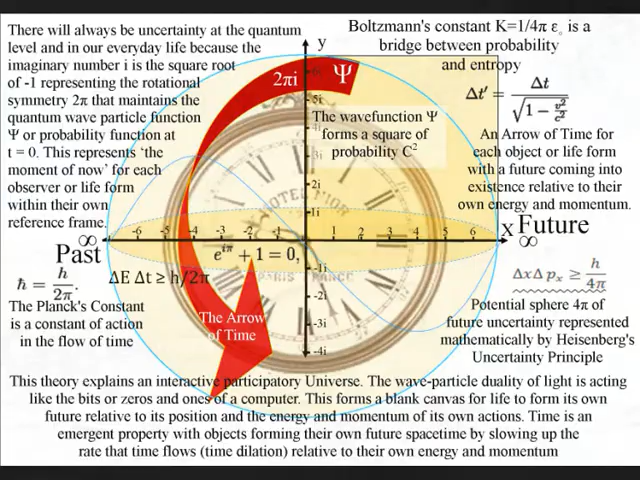 There will always be uncertainty at the quantum
level and in our everyday life because the
imaginary number i is the square root
of -1 representing the rotational
symmetry 2π that maintains the
quantum wave particle function
Ψ or probability function at
t = 0. This represents ‘the
moment of now’ for each
observer or life form
within their own
reference frame.
Boltzmann's constant K=1/4π ε˳ is a
bridge between probability
and entropy
Δt' = Δt / √(1 − v²/c²)
y
2πi Ψ
The wavefunction Ψ
forms a square of
probability C²
An Arrow of Time for
each object or life form
with a future coming into
existence relative to their
own energy and momentum.
6i
5i
4i
3i
2i
1i
-6 -5 -4 -3 -2 -1 1 2 3 4 5 6
-1i
-2i
-3i
-4i
HOTEL
PARIS FRANCE
X Future
∞
∞
Past
e^iπ + 1 = 0,
ħ = h/2π.
ΔE Δt ≥ h/2π
Δx Δ pₓ ≥ h/4π
The Planck's Constant
is a constant of action
in the flow of time
The Arrow
of Time
Potential sphere 4π of
future uncertainty represented
mathematically by Heisenberg's
Uncertainty Principle
This theory explains an interactive participatory Universe. The wave-particle duality of light is acting
like the bits or zeros and ones of a computer. This forms a blank canvas for life to form its own
future relative to its position and the energy and momentum of its own actions. Time is an
emergent property with objects forming their own future spacetime by slowing up the
rate that time flows (time dilation) relative to their own energy and momentum